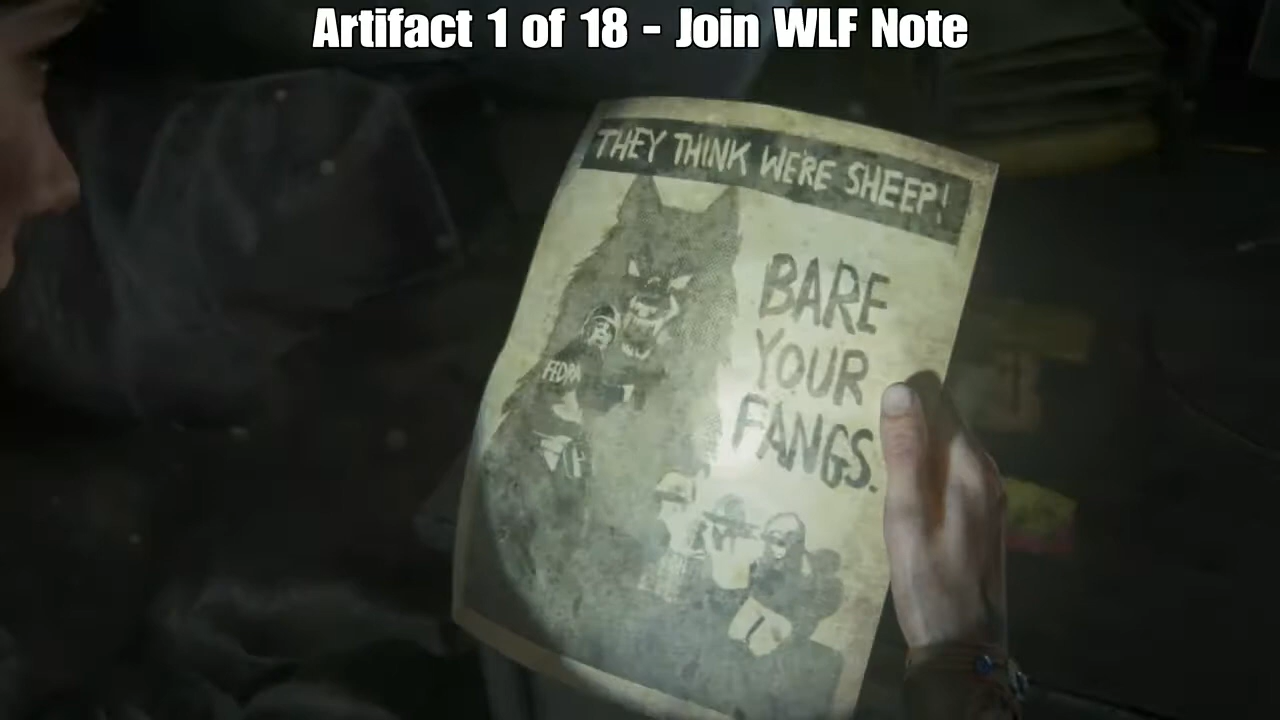 Artifact 1 of 18 - Join WLF Note
THEY THINK WE'RE SHEEP!
BARE
YOUR
FANGS.
FEDRA